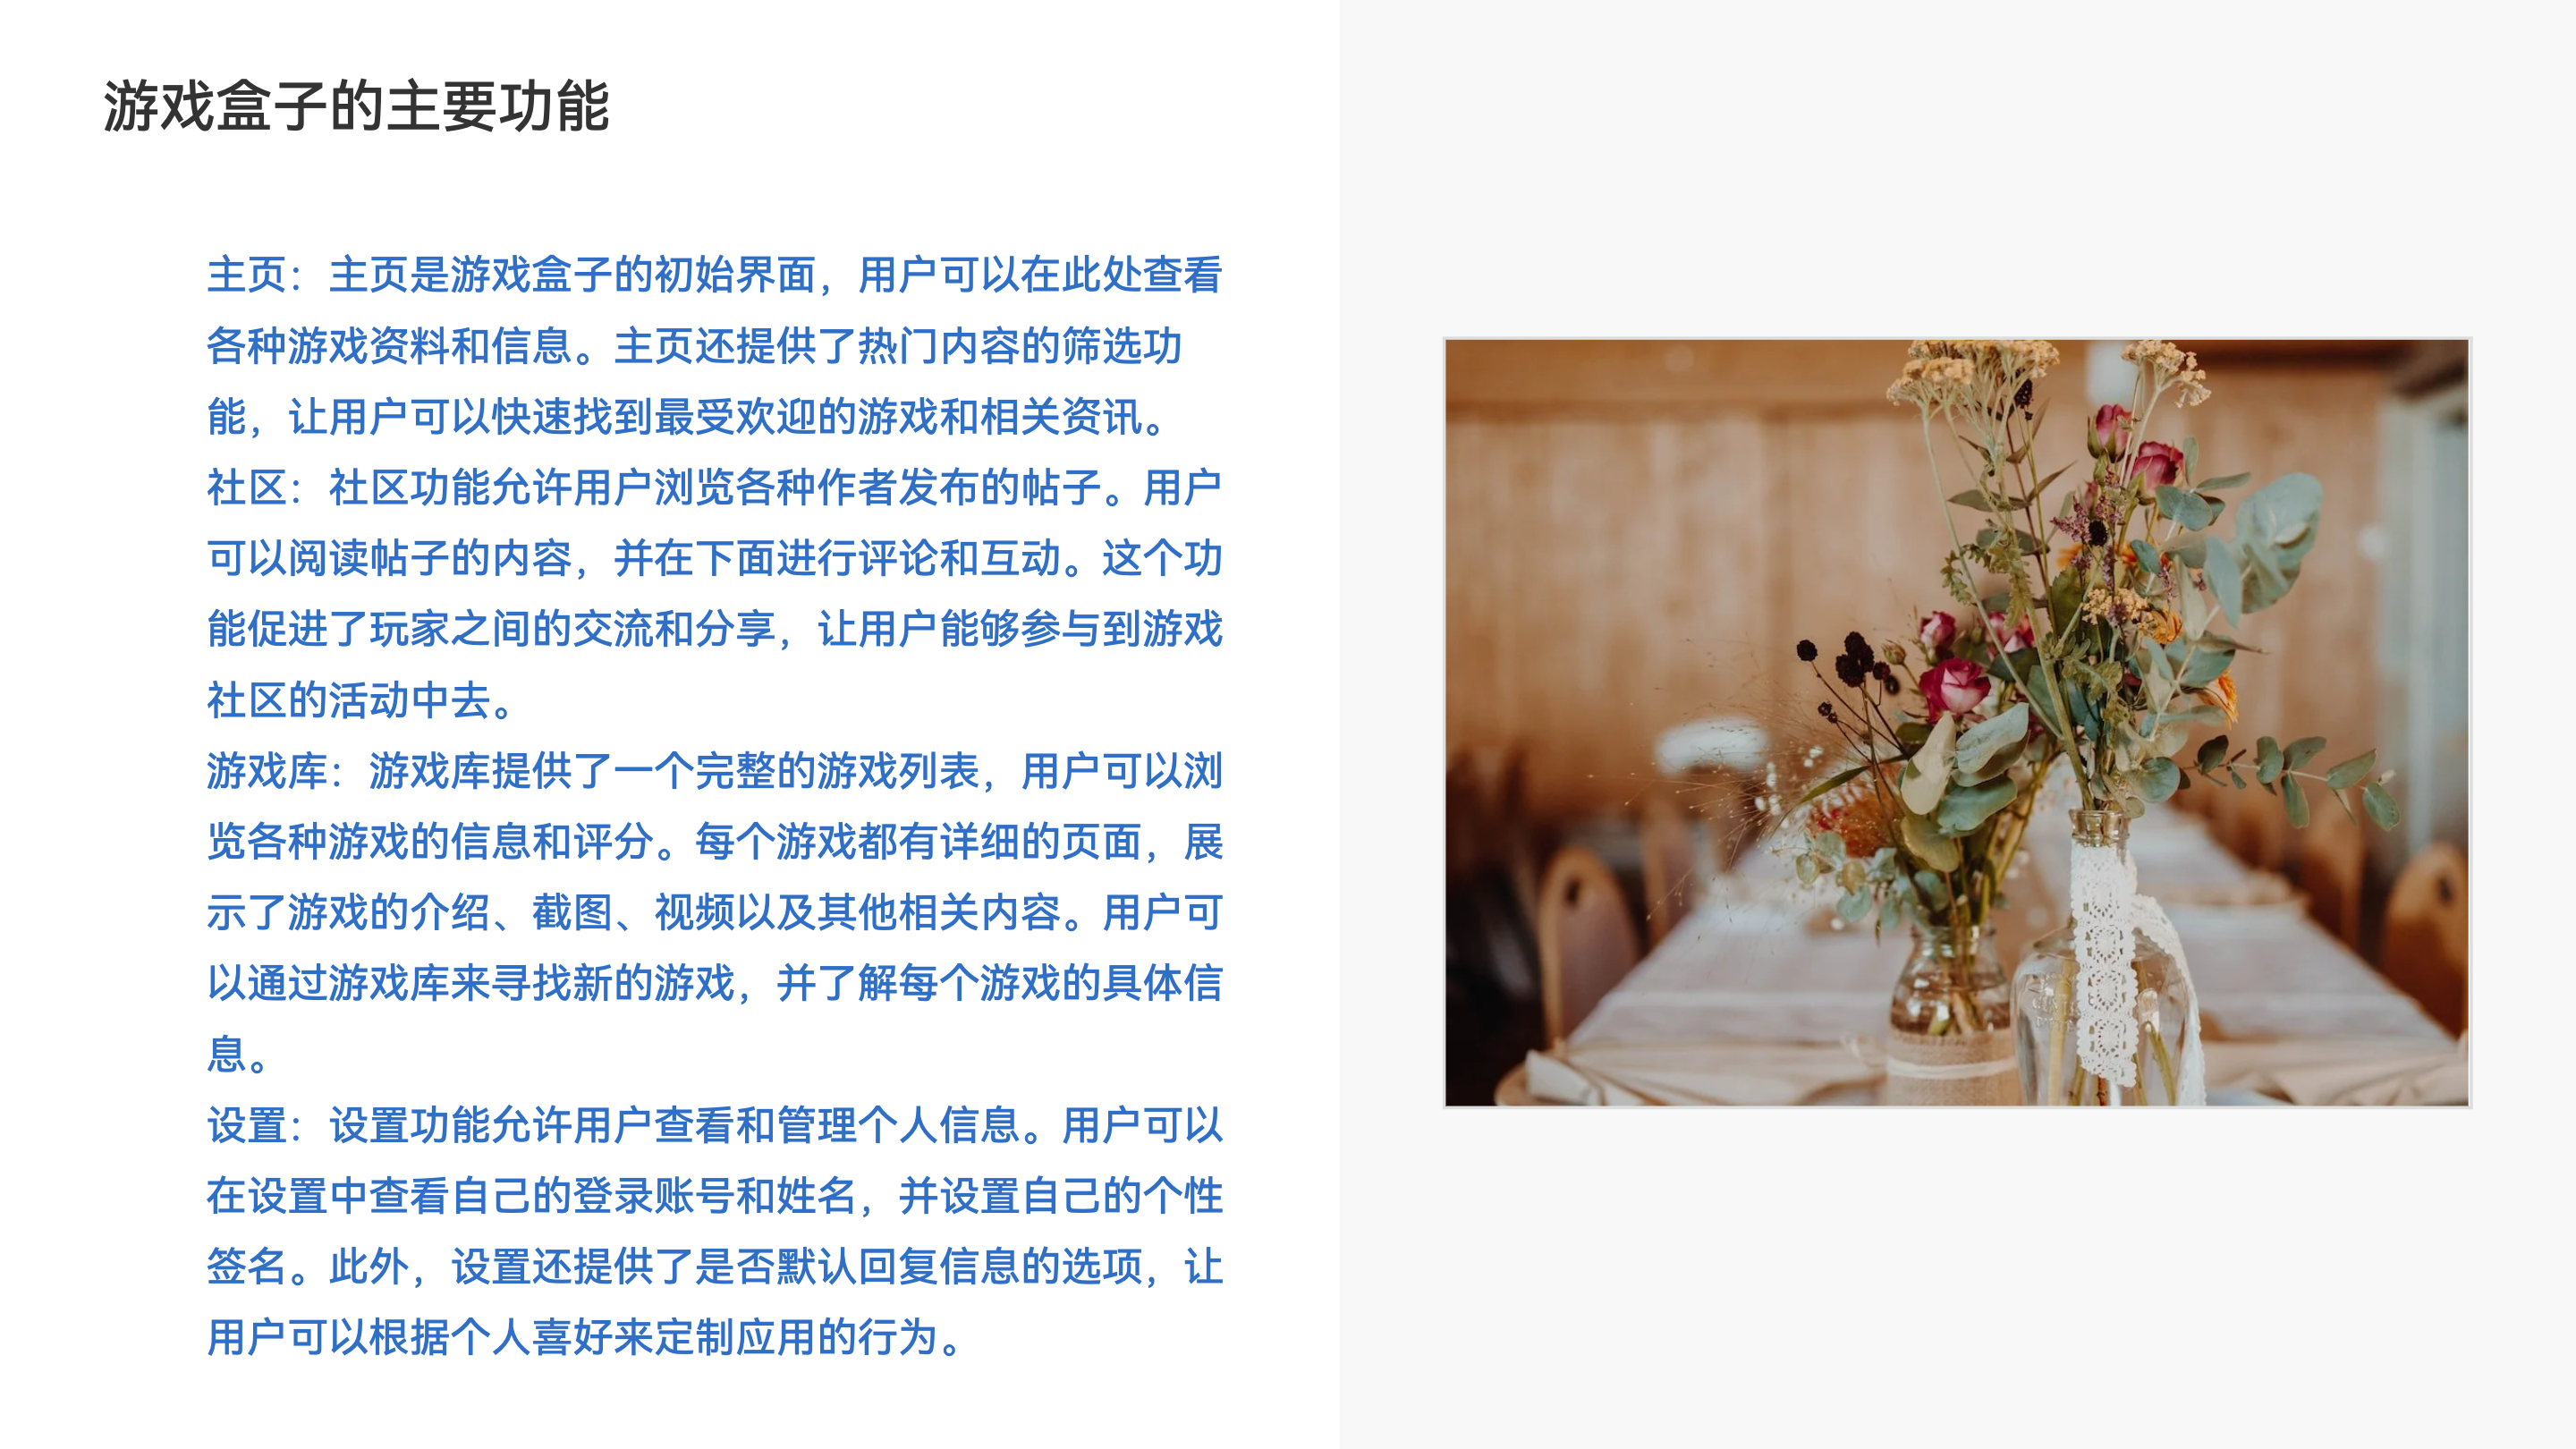 游戏盒子的主要功能
主页：主页是游戏盒子的初始界面，用户可以在此处查看
各种游戏资料和信息。主页还提供了热门内容的筛选功
能，让用户可以快速找到最受欢迎的游戏和相关资讯。
社区：社区功能允许用户浏览各种作者发布的帖子。用户
可以阅读帖子的内容，并在下面进行评论和互动。这个功
能促进了玩家之间的交流和分享，让用户能够参与到游戏
社区的活动中去。
游戏库：游戏库提供了一个完整的游戏列表，用户可以浏
览各种游戏的信息和评分。每个游戏都有详细的页面，展
示了游戏的介绍、截图、视频以及其他相关内容。用户可
以通过游戏库来寻找新的游戏，并了解每个游戏的具体信
息。
设置：设置功能允许用户查看和管理个人信息。用户可以
在设置中查看自己的登录账号和姓名，并设置自己的个性
签名。此外，设置还提供了是否默认回复信息的选项，让
用户可以根据个人喜好来定制应用的行为。